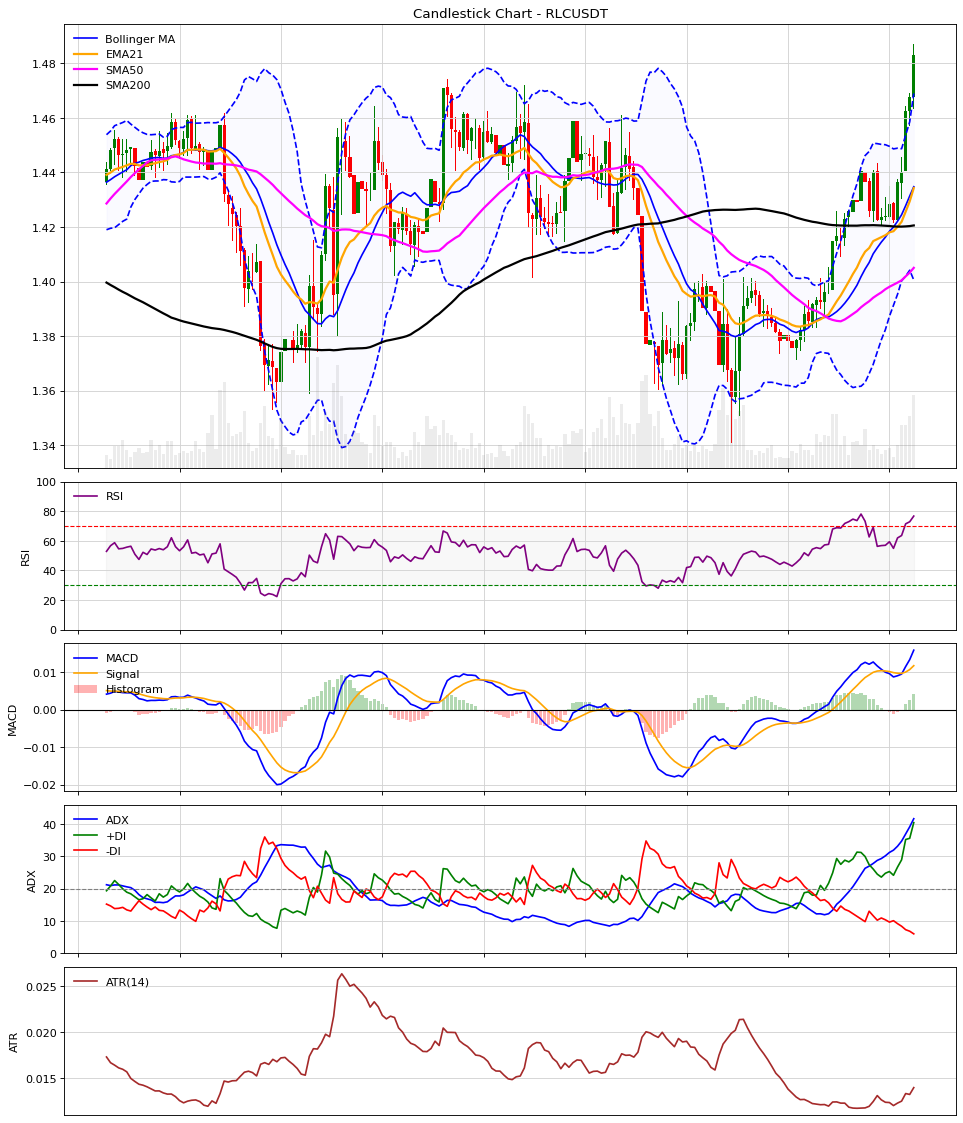 Candlestick Chart - RLCUSDT
Bollinger MA
EMA21
SMA50
SMA200
1.48
1.46
1.44
1.42
1.40
1.38
1.36
1.34
RSI
100
80
60
40
20
0
RSI
MACD
Signal
Histogram
0.01
0.00
−0.01
−0.02
MACD
ADX
+DI
-DI
40
30
20
10
0
ADX
ATR(14)
0.025
0.020
0.015
ATR